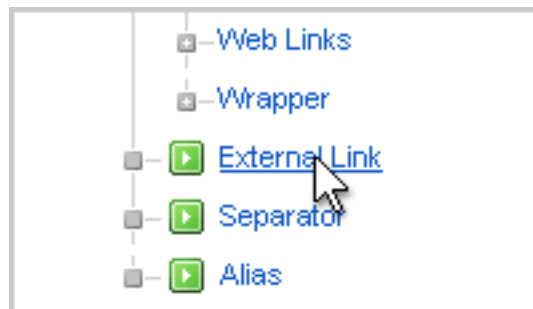 Web Links
Wrapper
External Link
Separator
Alias